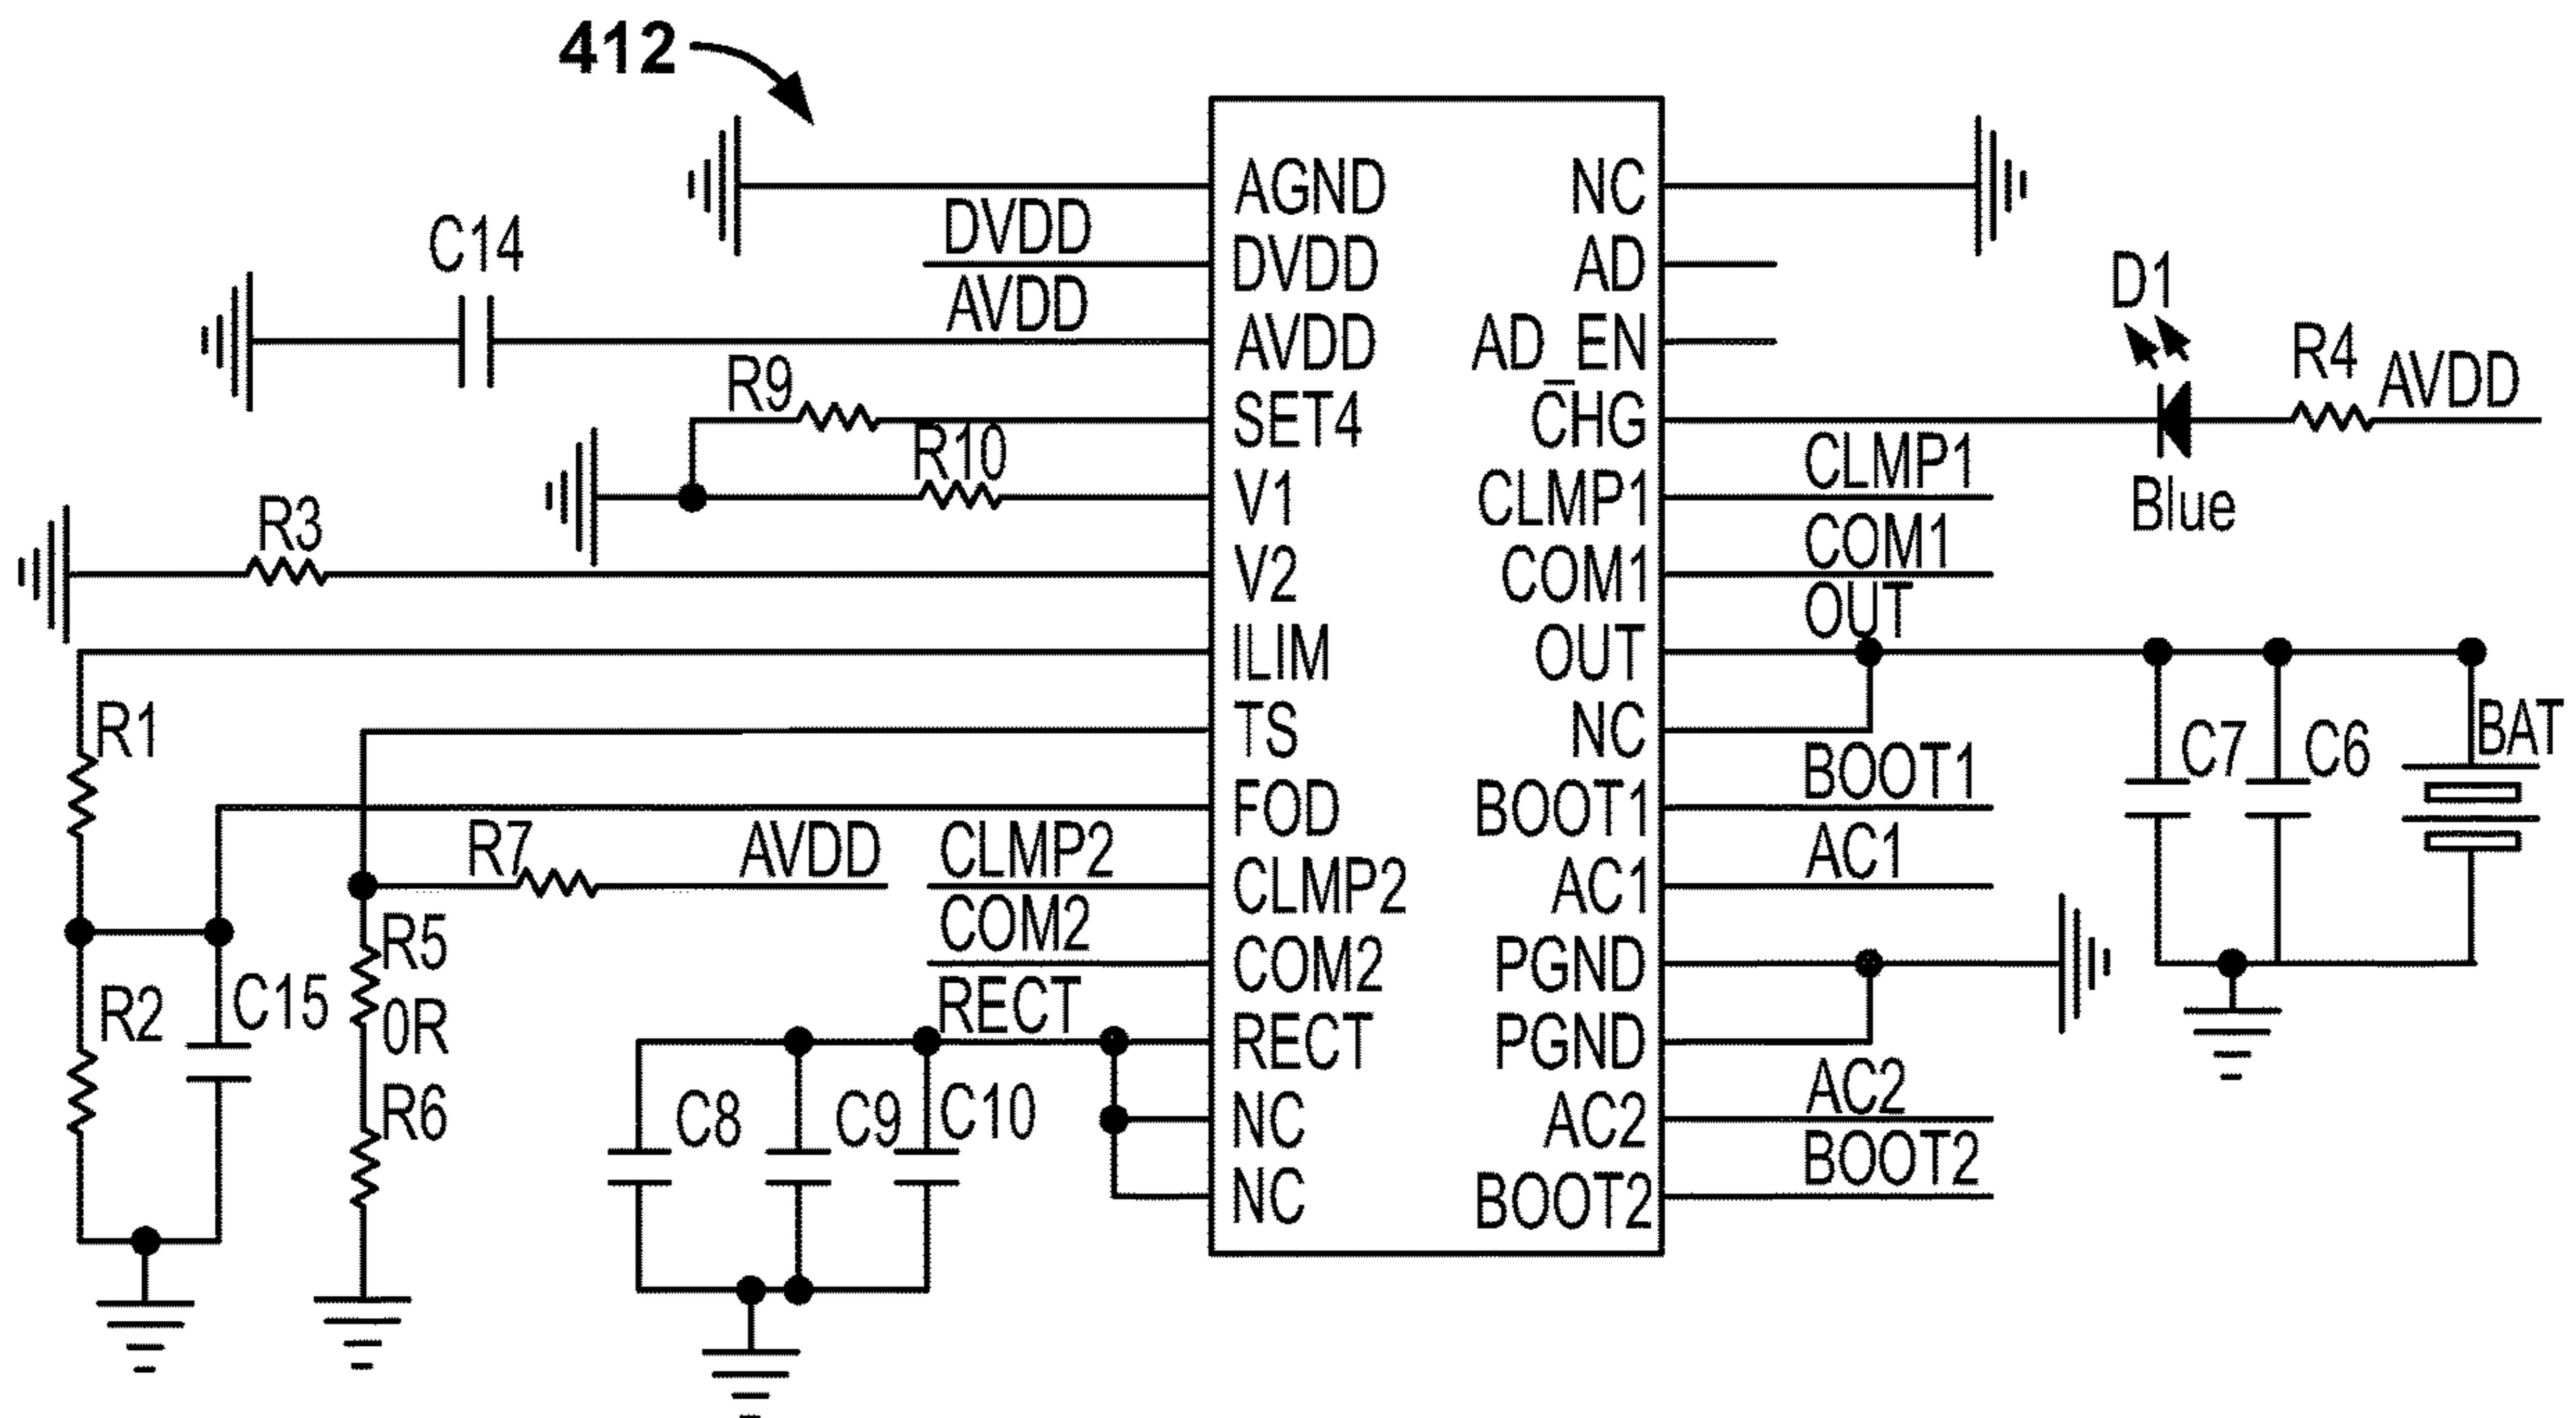 412
AGND NC
DVDD
DVDD AD
C14
AVDD
AVDD AD_EN
D1
R9
R4 AVDD
SET4 CHG
R10
CLMP1
V1 CLMP1
Blue
R3
COM1
V2 COM1
OUT
ILIM OUT
R1
TS NC
C7 C6 BAT
BOOT1
FOD BOOT1
R7 AVDD CLMP2
AC1
CLMP2 AC1
COM2
R5
COM2 PGND
R2 C15 0R
RECT
RECT PGND
AC2
R6 C8 C9 C10
NC AC2
BOOT2
NC BOOT2